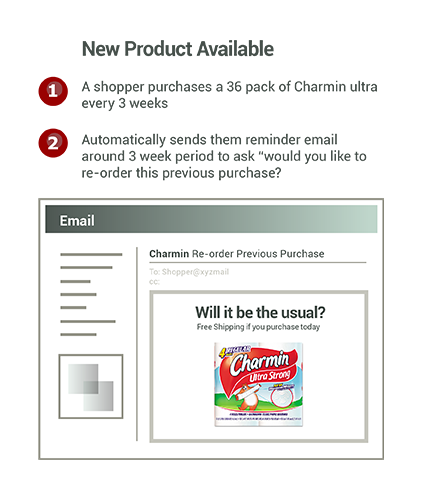 New Product Available
1
A shopper purchases a 36 pack of Charmin ultra
every 3 weeks
2
Automatically sends them reminder email
around 3 week period to ask “would you like to
re-order this previous purchase?
Email
Charmin Re-order Previous Purchase
To: Shopper@xyzmail
cc:
Will it be the usual?
Free Shipping if you purchase today
4 REGULAR
Charmin
Ultra Strong